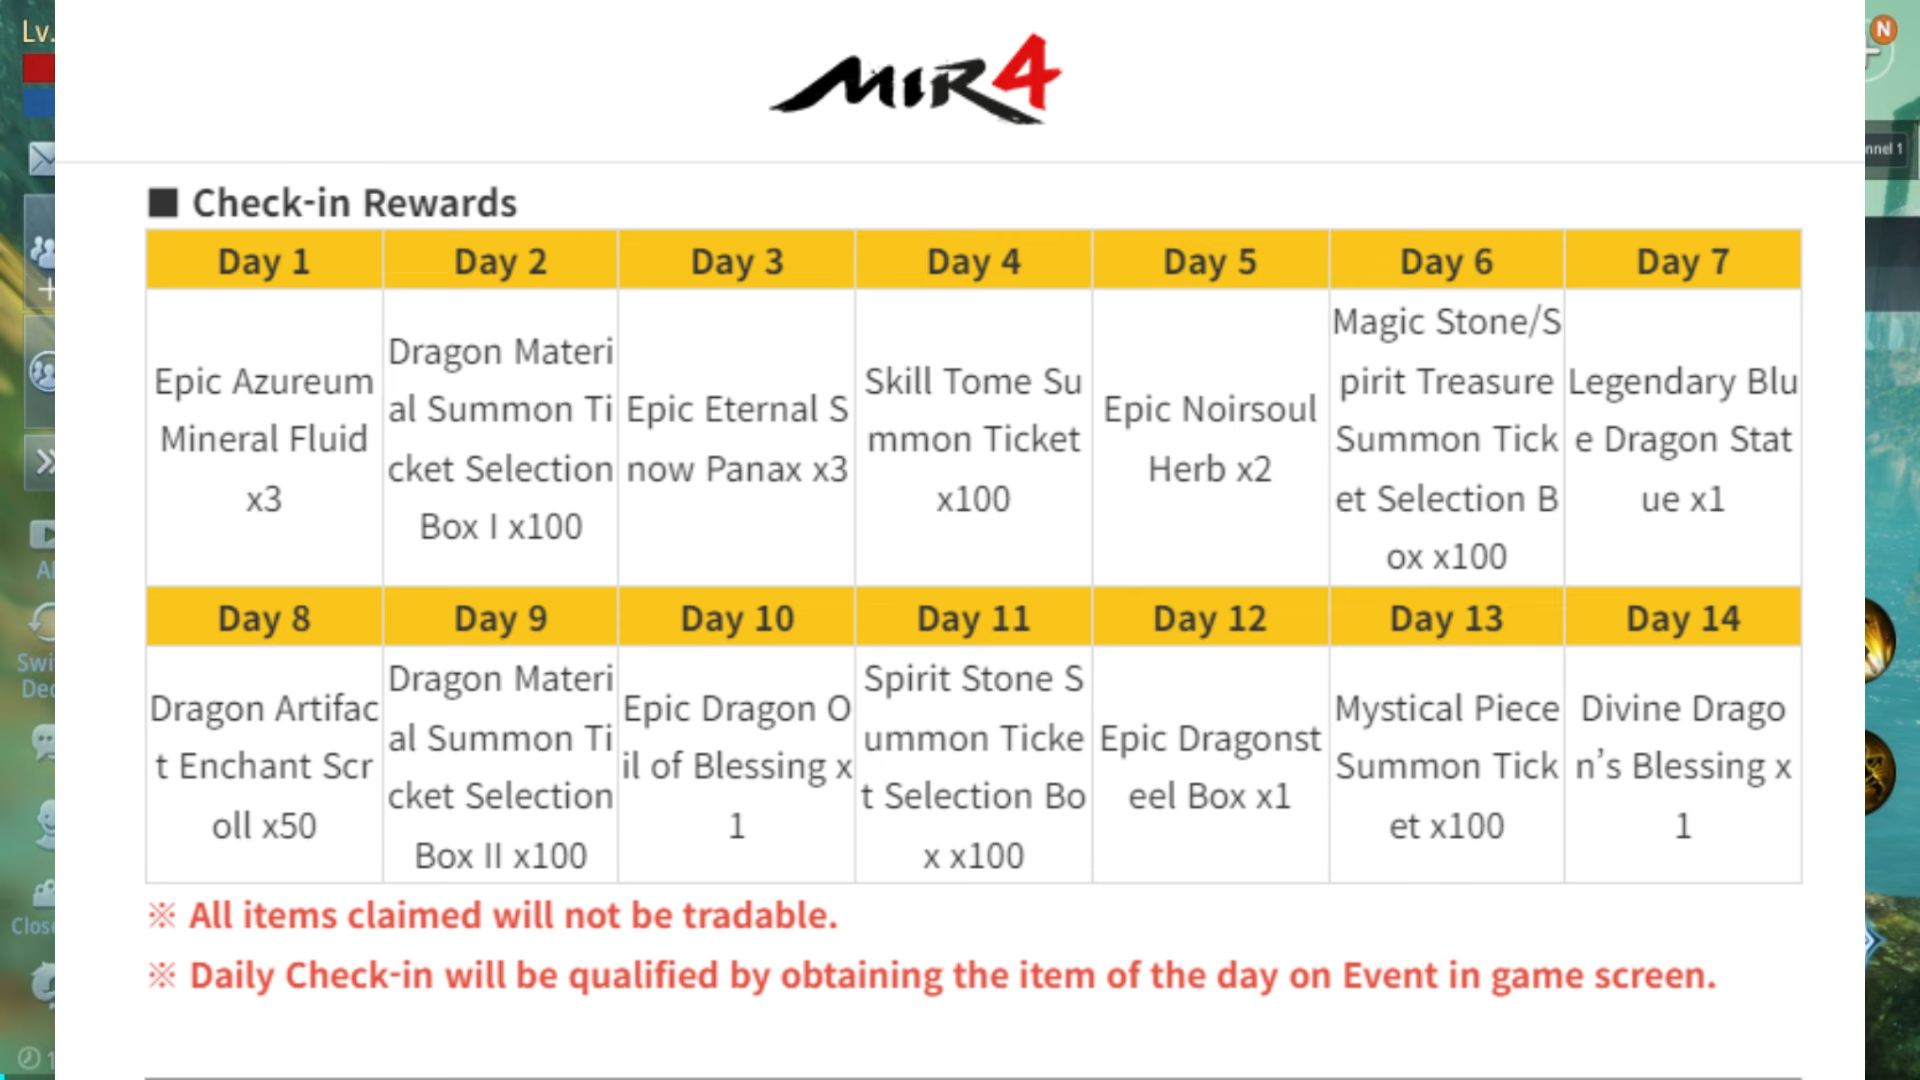 Lv.
N
MIR4
nnel 1
■ Check-in Rewards
Day 1 Day 2 Day 3 Day 4 Day 5 Day 6 Day 7
Epic Azureum
Mineral Fluid
x3
Dragon Materi
al Summon Ti
cket Selection
Box I x100
Epic Eternal S
now Panax x3
Skill Tome Su
mmon Ticket
x100
Epic Noirsoul
Herb x2
Magic Stone/S
pirit Treasure
Summon Tick
et Selection B
ox x100
Legendary Blu
e Dragon Stat
ue x1
Day 8 Day 9 Day 10 Day 11 Day 12 Day 13 Day 14
Dragon Artifac
t Enchant Scr
oll x50
Dragon Materi
al Summon Ti
cket Selection
Box II x100
Epic Dragon O
il of Blessing x
1
Spirit Stone S
ummon Ticke
t Selection Bo
x x100
Epic Dragonst
eel Box x1
Mystical Piece
Summon Tick
et x100
Divine Drago
n’s Blessing x
1
※ All items claimed will not be tradable.
※ Daily Check-in will be qualified by obtaining the item of the day on Event in game screen.
Swi
Dec
Close